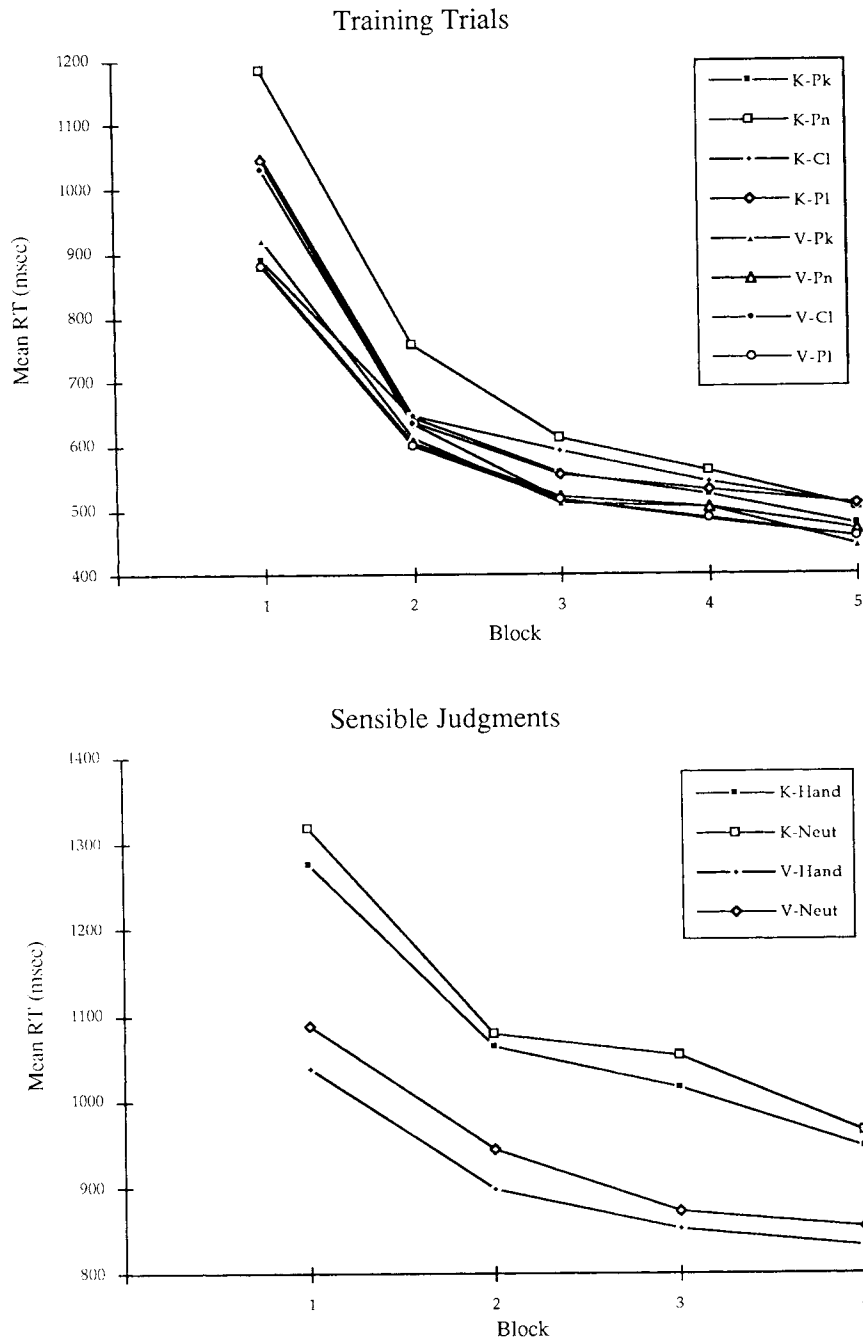 Training Trials
1200
1100
1000
900
800
700
600
500
400
Mean RT (msec)
1
2
3
4
5
Block
K-Pk
K-Pn
K-Cl
K-Pl
V-Pk
V-Pn
V-Cl
V-Pl
Sensible Judgments
1400
1300
1200
1100
1000
900
800
Mean RT (msec)
1
2
3
Block
K-Hand
K-Neut
V-Hand
V-Neut